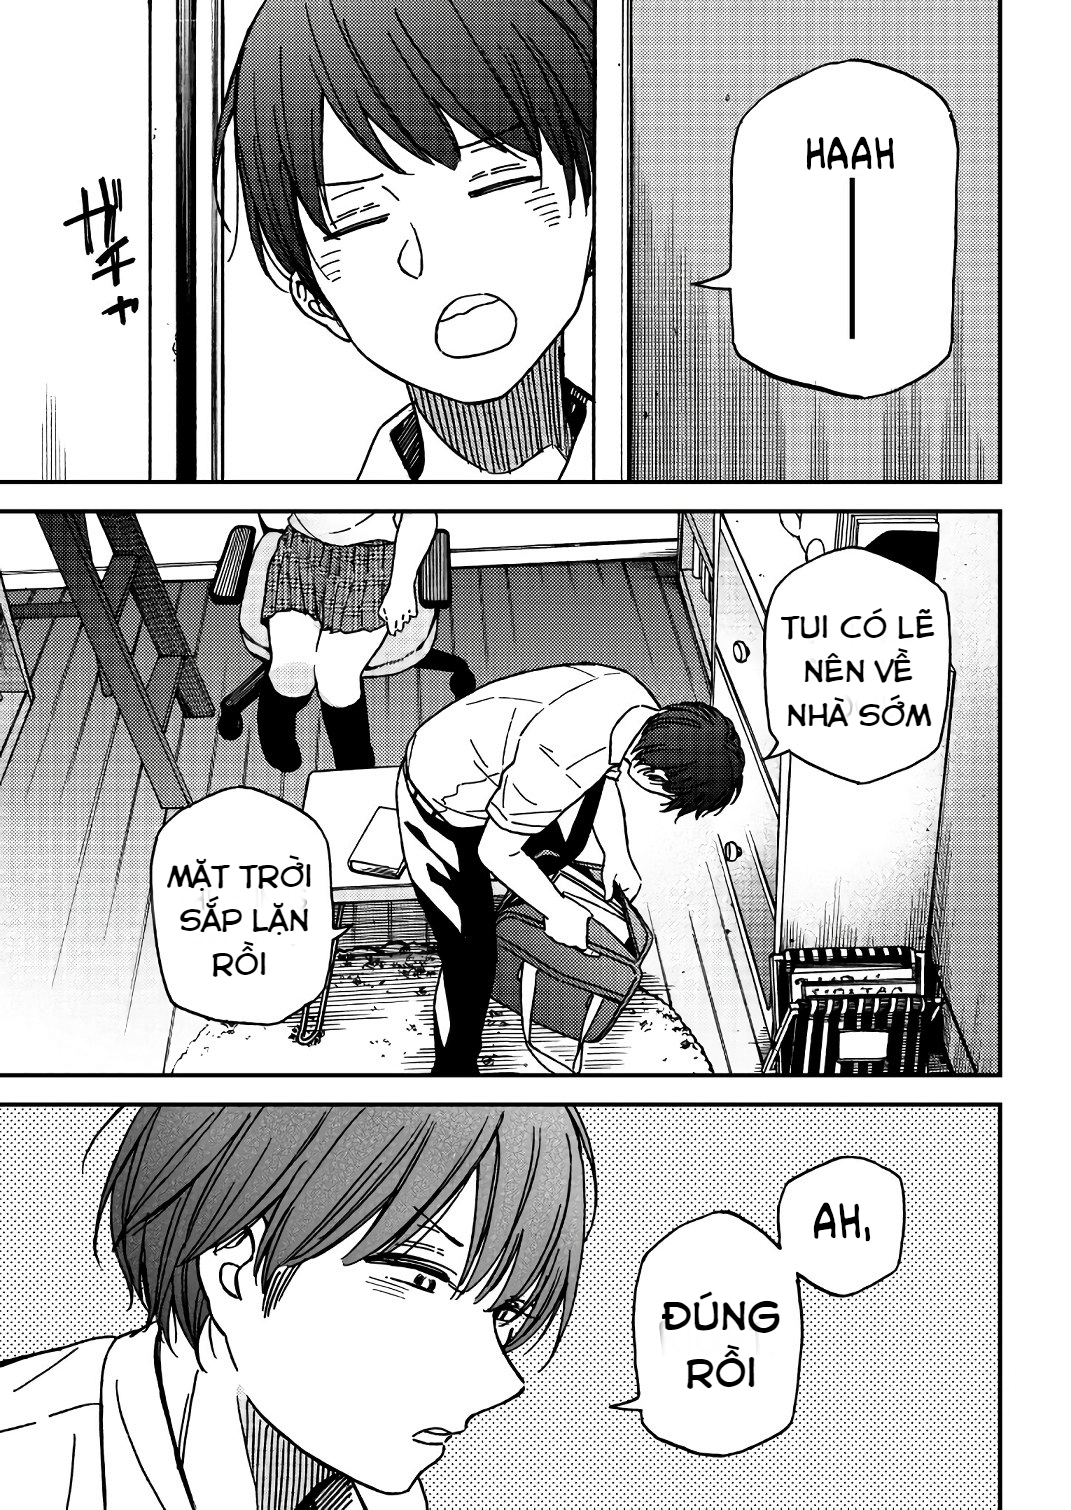 HAAH
ガチャ
TUI CÓ LẼ
NÊN VỀ
NHÀ SỚM
MẶT TRỜI
SẮP LẶN
RỒI
AH,
ĐÚNG
RỒI